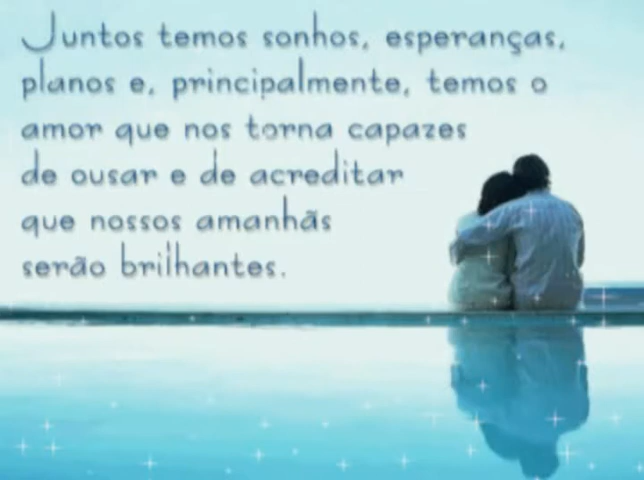 Juntos temos sonhos, esperanças,
planos e, principalmente, temos o
amor que nos torna capazes
de ousar e de acreditar
que nossos amanhãs
serão brilhantes.